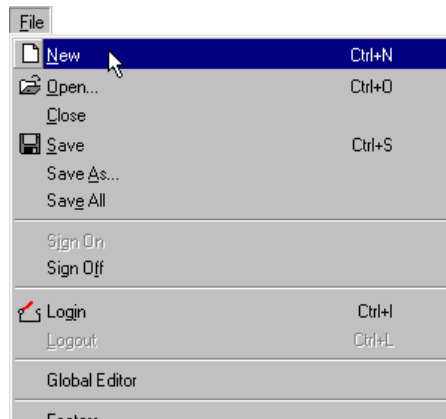 File
New Ctrl+N
Open... Ctrl+O
Close
Save Ctrl+S
Save As...
Save All
Sign On
Sign Off
Login Ctrl+I
Logout Ctrl+L
Global Editor